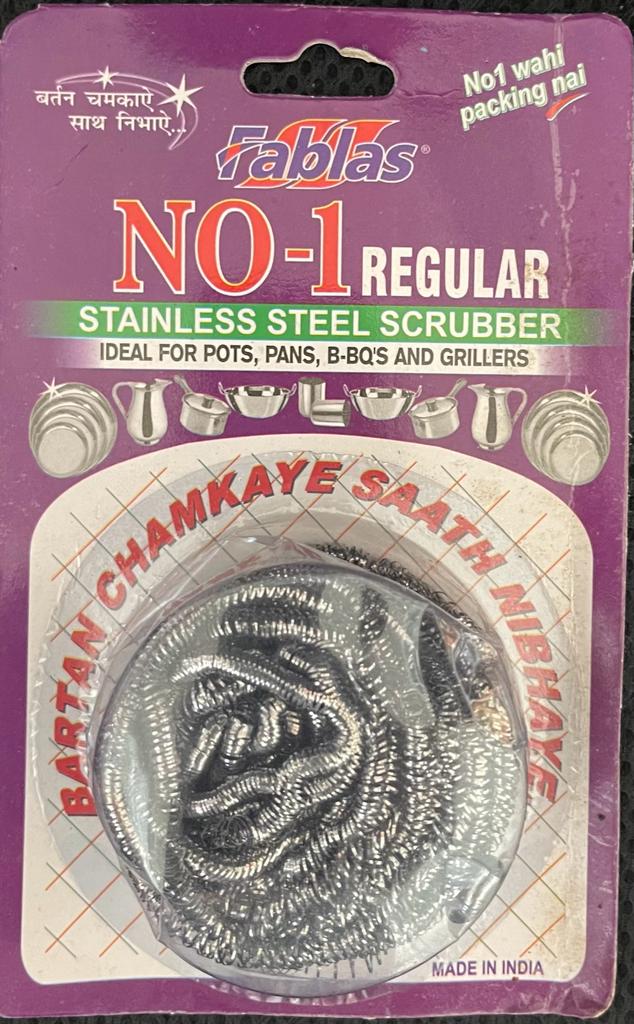 बर्तन चमकाऐ
साथ निभाऐ...
No1 wahi
packing nai
Fablas®
NO-1 REGULAR
STAINLESS STEEL SCRUBBER
IDEAL FOR POTS, PANS, B-BQ'S AND GRILLERS
BARTAN CHAMKAYE SAATH NIBHAYE
MADE IN INDIA